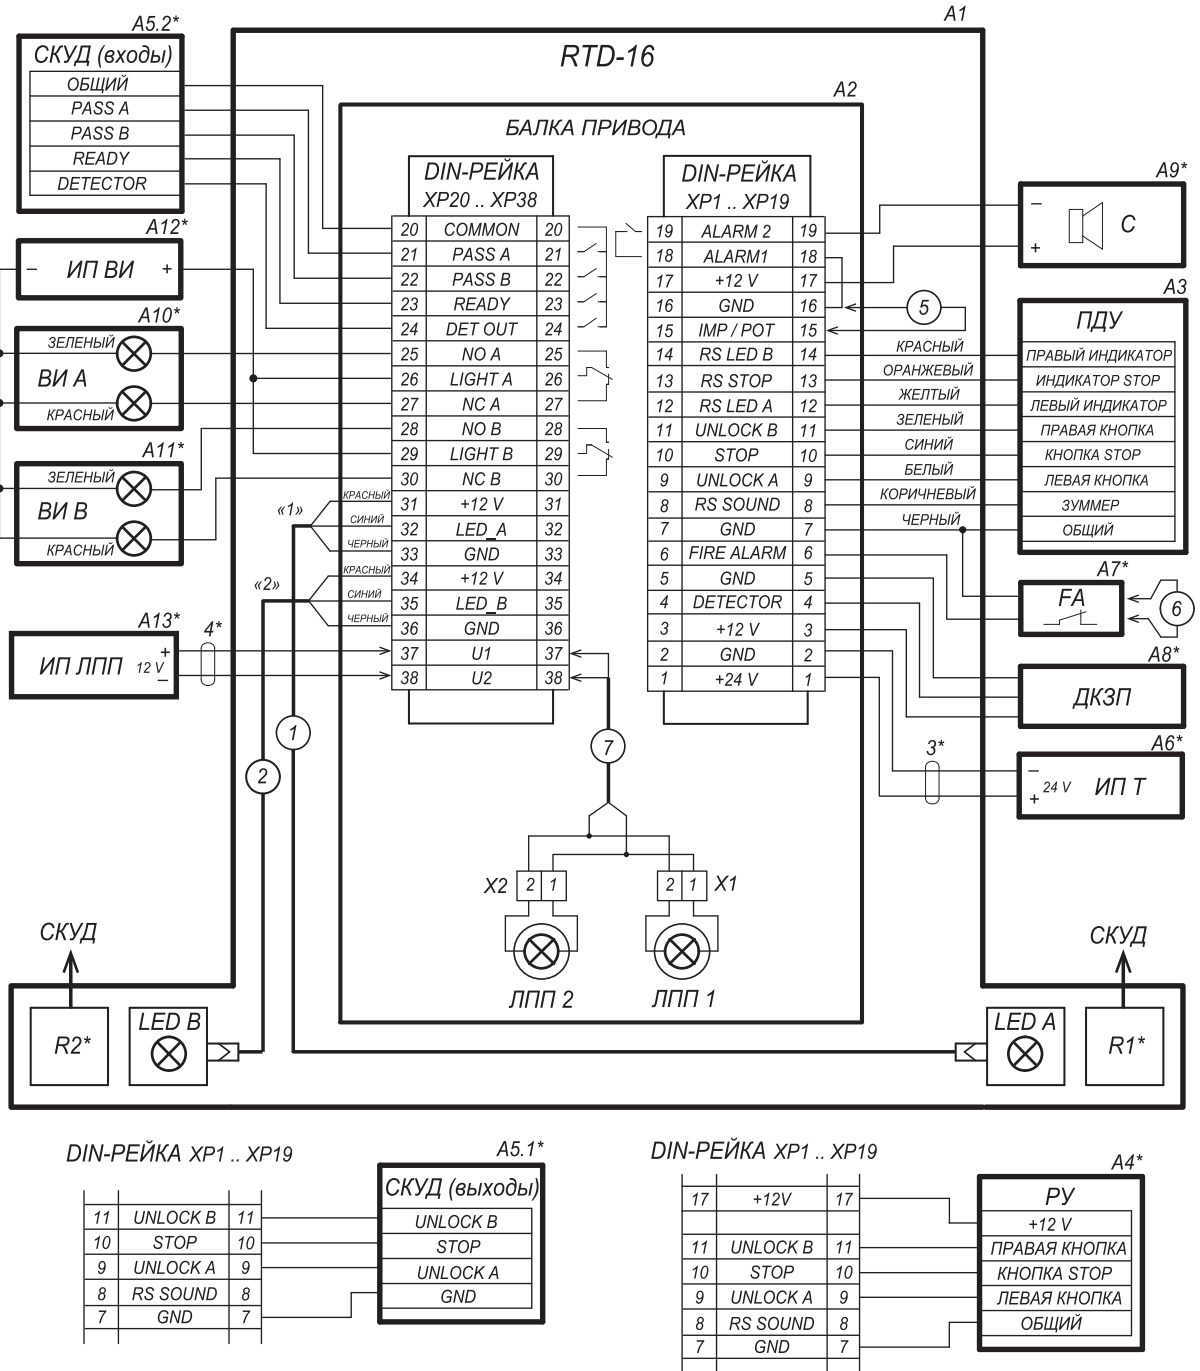 A1
RTD-16
A5.2*
СКУД (входы)
ОБЩИЙ
PASS A
PASS B
READY
DETECTOR
A12*
– ИП ВИ +
A10*
ЗЕЛЕНЫЙ
ВИ А
КРАСНЫЙ
A11*
ЗЕЛЕНЫЙ
ВИ В
КРАСНЫЙ
A13*
ИП ЛПП 12 V + –
4*
«1»
КРАСНЫЙ
СИНИЙ
ЧЕРНЫЙ
«2»
КРАСНЫЙ
СИНИЙ
ЧЕРНЫЙ
1
2
A2
БАЛКА ПРИВОДА
DIN-РЕЙКА
XP20 .. XP38
20 COMMON 20
21 PASS A 21
22 PASS B 22
23 READY 23
24 DET OUT 24
25 NO A 25
26 LIGHT A 26
27 NC A 27
28 NO B 28
29 LIGHT B 29
30 NC B 30
31 +12 V 31
32 LED_A 32
33 GND 33
34 +12 V 34
35 LED_B 35
36 GND 36
37 U1 37
38 U2 38
DIN-РЕЙКА
XP1 .. XP19
19 ALARM 2 19
18 ALARM1 18
17 +12 V 17
16 GND 16
15 IMP / POT 15
14 RS LED B 14
13 RS STOP 13
12 RS LED A 12
11 UNLOCK B 11
10 STOP 10
9 UNLOCK A 9
8 RS SOUND 8
7 GND 7
6 FIRE ALARM 6
5 GND 5
4 DETECTOR 4
3 +12 V 3
2 GND 2
1 +24 V 1
5
КРАСНЫЙ
ОРАНЖЕВЫЙ
ЖЕЛТЫЙ
ЗЕЛЕНЫЙ
СИНИЙ
БЕЛЫЙ
КОРИЧНЕВЫЙ
ЧЕРНЫЙ
A9*
–
+
С
A3
ПДУ
ПРАВЫЙ ИНДИКАТОР
ИНДИКАТОР STOP
ЛЕВЫЙ ИНДИКАТОР
ПРАВАЯ КНОПКА
КНОПКА STOP
ЛЕВАЯ КНОПКА
ЗУММЕР
ОБЩИЙ
A7*
FA
6
A8*
ДКЗП
A6*
3*
– + 24 V ИП Т
7
X2 2 1
2 1 X1
ЛПП 2
ЛПП 1
СКУД
R2*
LED B
СКУД
LED A
R1*
DIN-РЕЙКА XP1 .. XP19
11 UNLOCK B 11
10 STOP 10
9 UNLOCK A 9
8 RS SOUND 8
7 GND 7
A5.1*
СКУД (выходы)
UNLOCK B
STOP
UNLOCK A
GND
DIN-РЕЙКА XP1 .. XP19
17 +12V 17
11 UNLOCK B 11
10 STOP 10
9 UNLOCK A 9
8 RS SOUND 8
7 GND 7
A4*
РУ
+12 V
ПРАВАЯ КНОПКА
КНОПКА STOP
ЛЕВАЯ КНОПКА
ОБЩИЙ